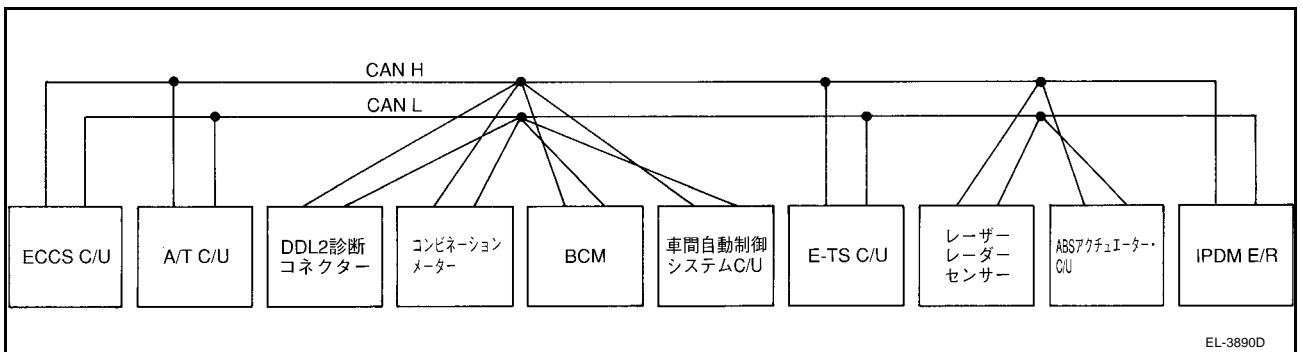 CAN H
CAN L
ECCS C/U
A/T C/U
DDL2診断
コネクター
コンビネーション
メーター
BCM
車間自動制御
システムC/U
E-TS C/U
レーザー
レーダー
センサー
ABSアクチュエーター・
C/U
IPDM E/R
EL-3890D